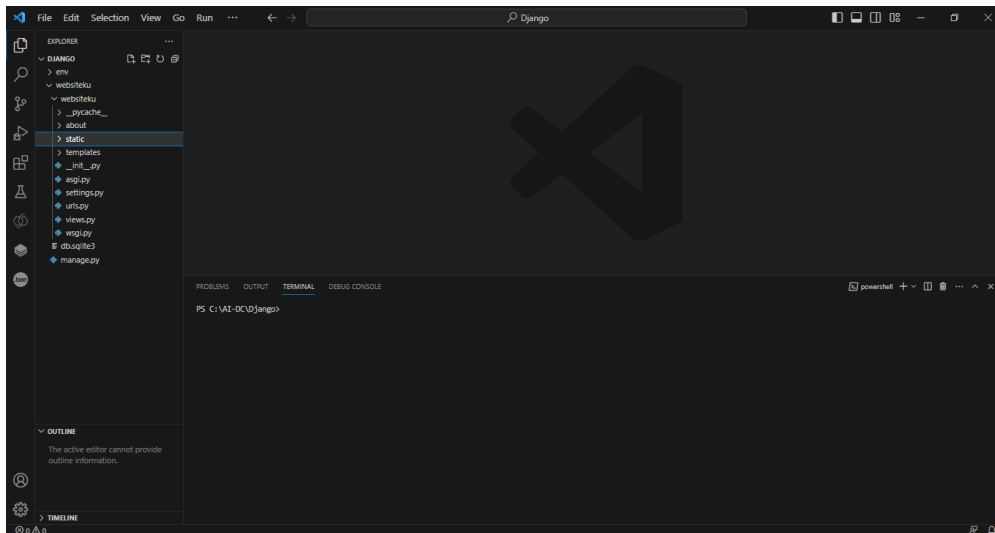 File Edit Selection View Go Run ··· Django
EXPLORER ···
DJANGO
env
websiteku
websiteku
__pycache__
about
static
templates
__init__.py
asgi.py
settings.py
urls.py
views.py
wsgi.py
db.sqlite3
manage.py
Json
PROBLEMS OUTPUT TERMINAL DEBUG CONSOLE powershell
PS C:\AI-DC\Django>
OUTLINE
The active editor cannot provide
outline information.
TIMELINE
0 0